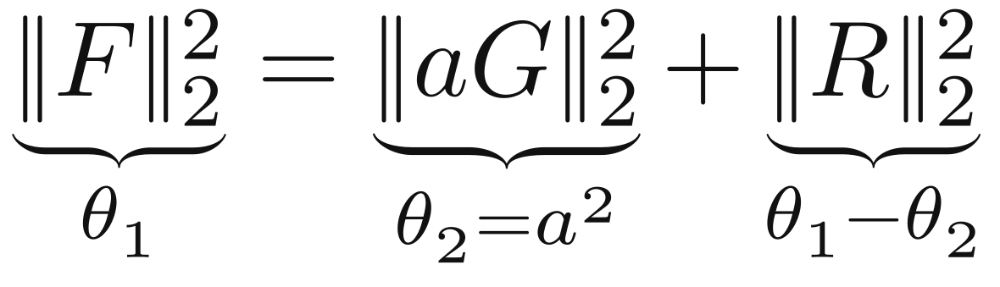 ‖F‖₂² = ‖aG‖₂² + ‖R‖₂²
θ₁ θ₂=a² θ₁−θ₂